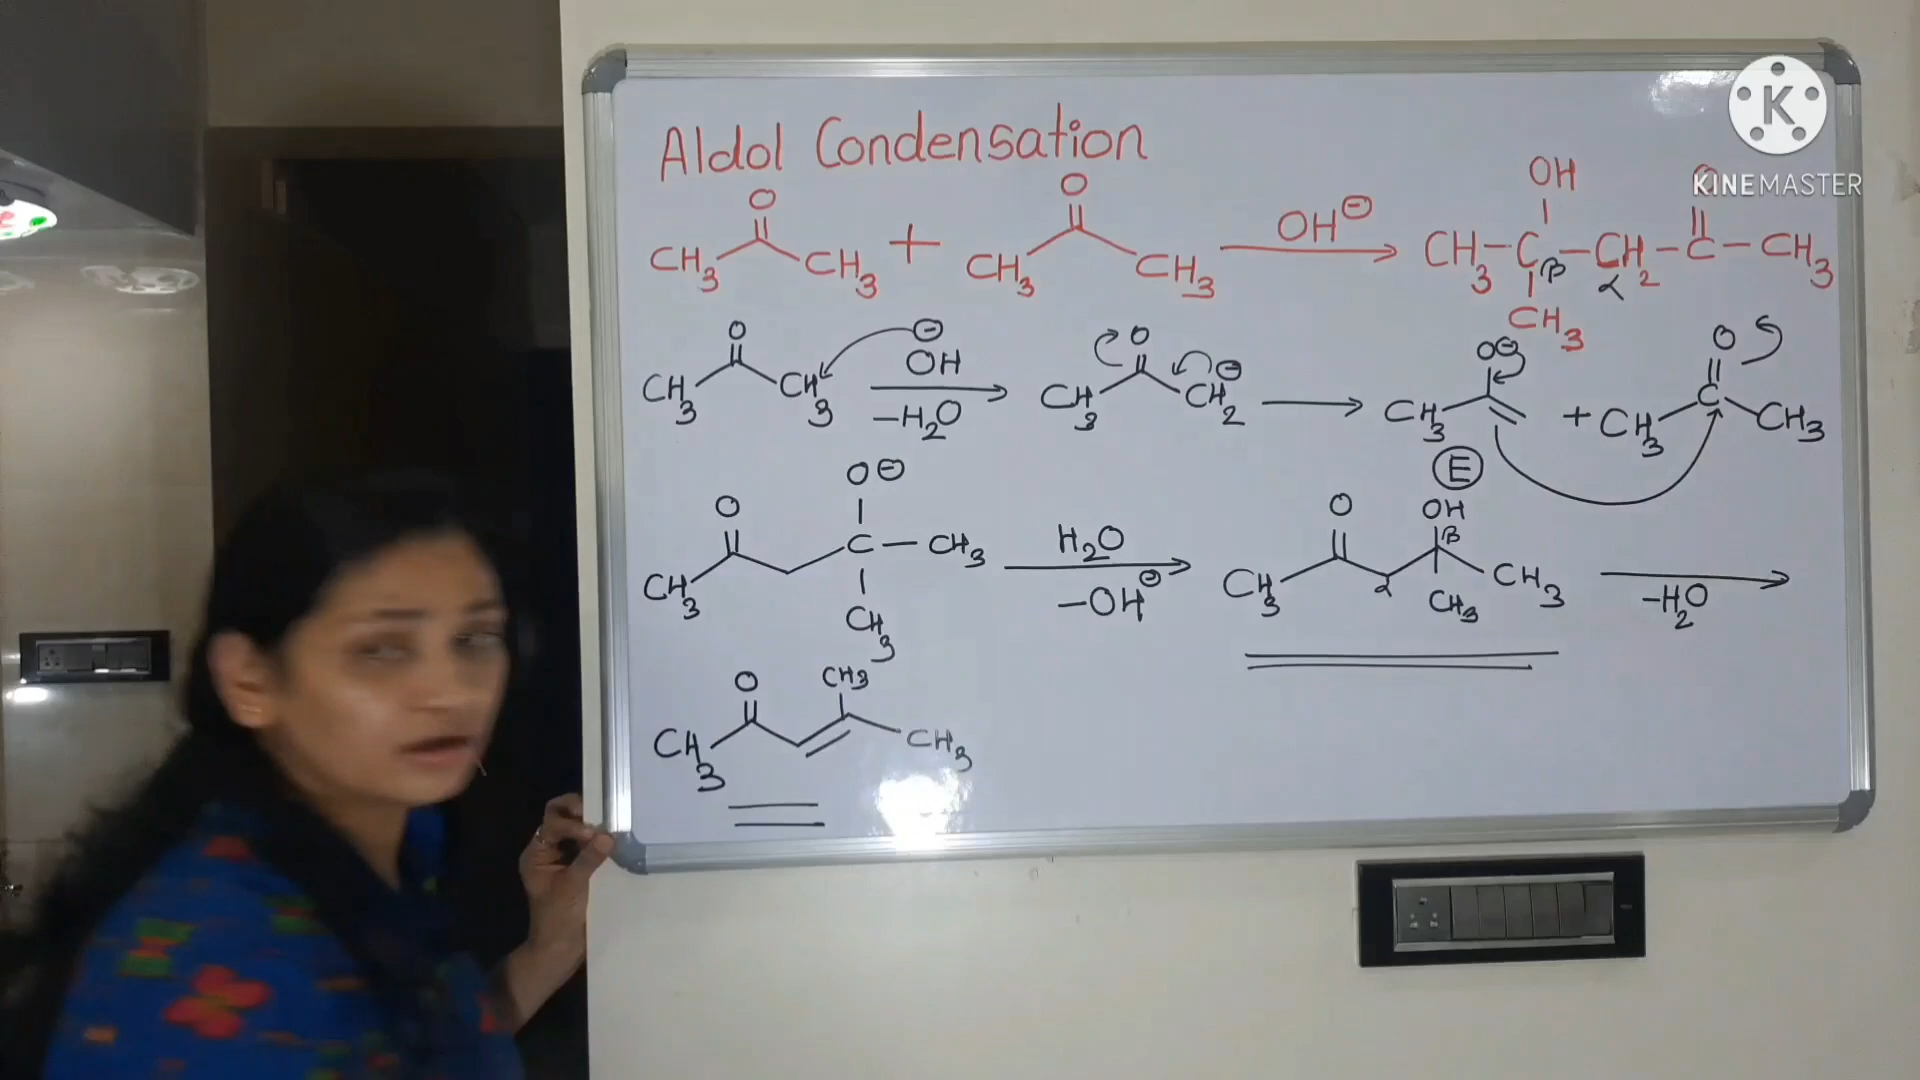 Aldol Condensation
O O OH O
CH3 CH3 + CH3 CH3 OH⊖ CH3-C-CH2-C-CH3
β α
CH3
O ⊖ O O⊖ O
CH3 CH3 OH CH3 CH2⊖ CH3 + CH3 C CH3
-H2O
E
O O⊖ O OH
CH3 C-CH3 H2O CH3 α β CH3
CH3 -OH⊖ CH3 -H2O
O CH3
CH3 CH3
K
KINEMASTER